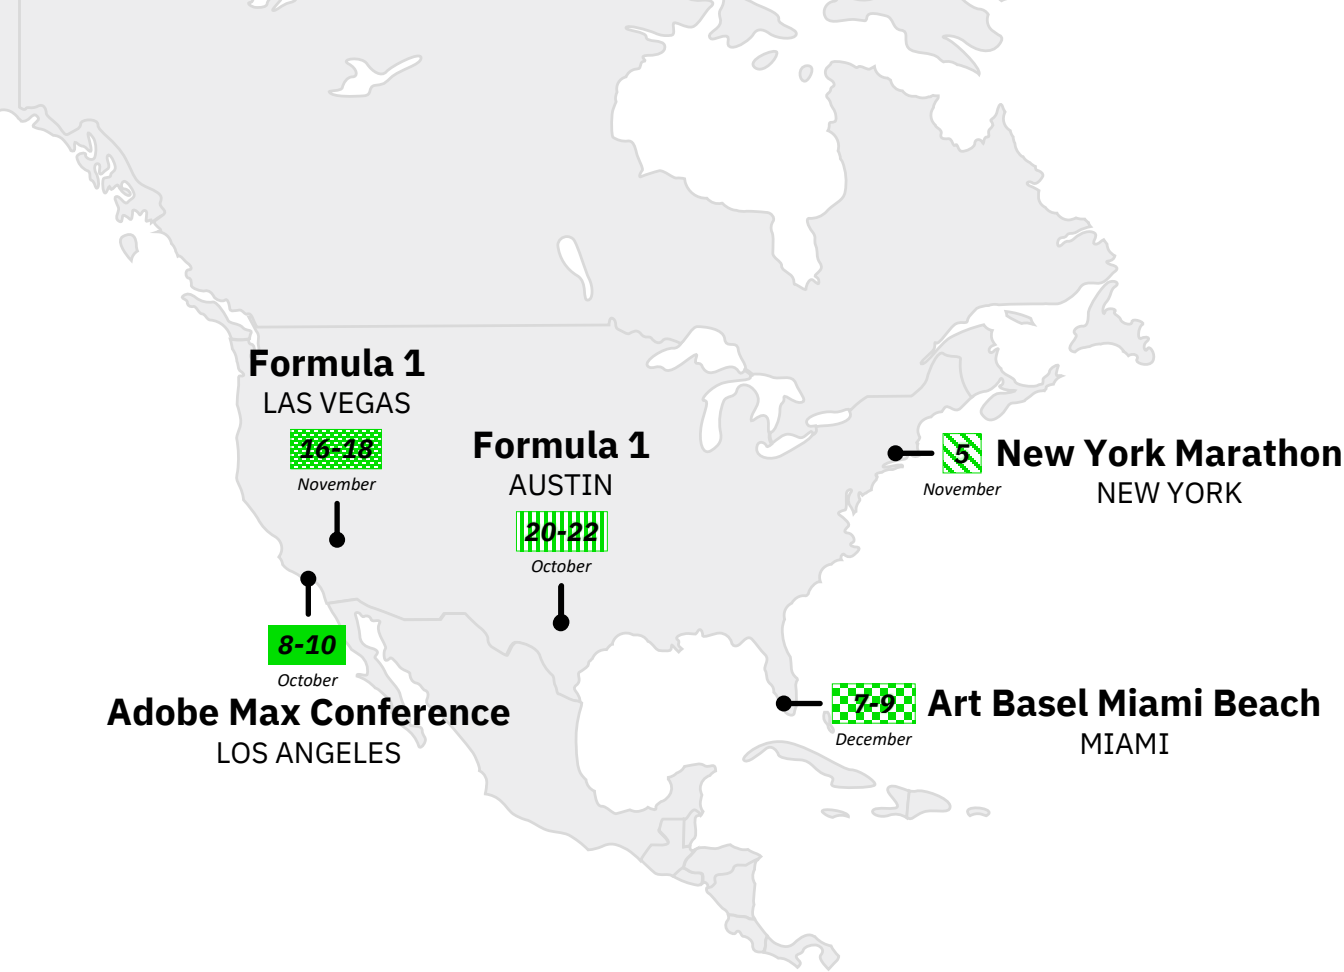 Formula 1
LAS VEGAS
16-18
November
Formula 1
AUSTIN
20-22
October
5 New York Marathon
November NEW YORK
8-10
October
Adobe Max Conference
LOS ANGELES
7-9 Art Basel Miami Beach
December MIAMI